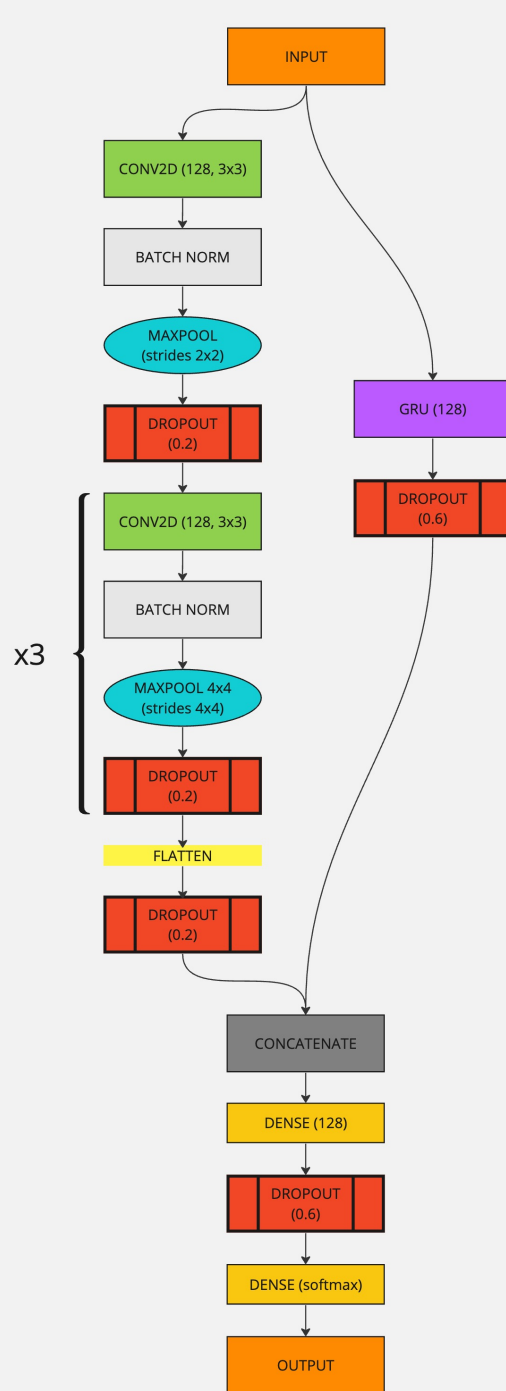 INPUT
CONV2D (128, 3x3)
BATCH NORM
MAXPOOL
(strides 2x2)
DROPOUT
(0.2)
GRU (128)
DROPOUT
(0.6)
x3
CONV2D (128, 3x3)
BATCH NORM
MAXPOOL 4x4
(strides 4x4)
DROPOUT
(0.2)
FLATTEN
DROPOUT
(0.2)
CONCATENATE
DENSE (128)
DROPOUT
(0.6)
DENSE (softmax)
OUTPUT